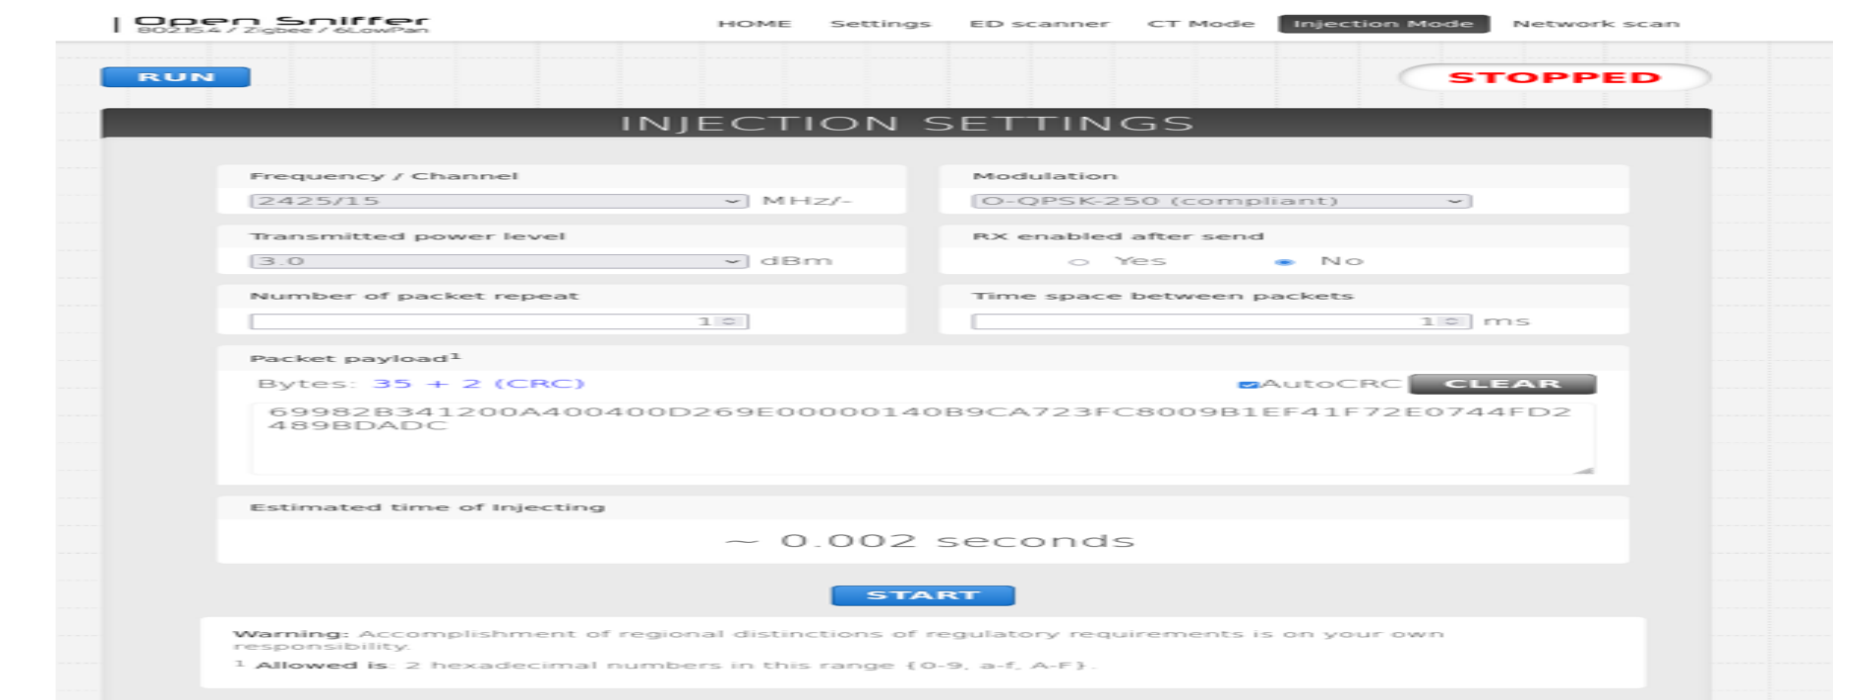 Open Sniffer
802.15.4 / Zigbee / 6LowPan
HOME Settings ED scanner CT Mode Injection Mode Network scan
RUN
STOPPED
INJECTION SETTINGS
Frequency / Channel
2425/15 MHz/-
Modulation
O-QPSK-250 (compliant)
Transmitted power level
3.0 dBm
RX enabled after send
Yes No
Number of packet repeat
1
Time space between packets
1 ms
Packet payload¹
Bytes: 35 + 2 (CRC)
AutoCRC CLEAR
69982B341200A400400D269E00000140B9CA723FC8009B1EF41F72E0744FD2
489BDADC
Estimated time of Injecting
~ 0.002 seconds
START
Warning: Accomplishment of regional distinctions of regulatory requirements is on your own
responsibility.
¹ Allowed is: 2 hexadecimal numbers in this range {0-9, a-f, A-F}.